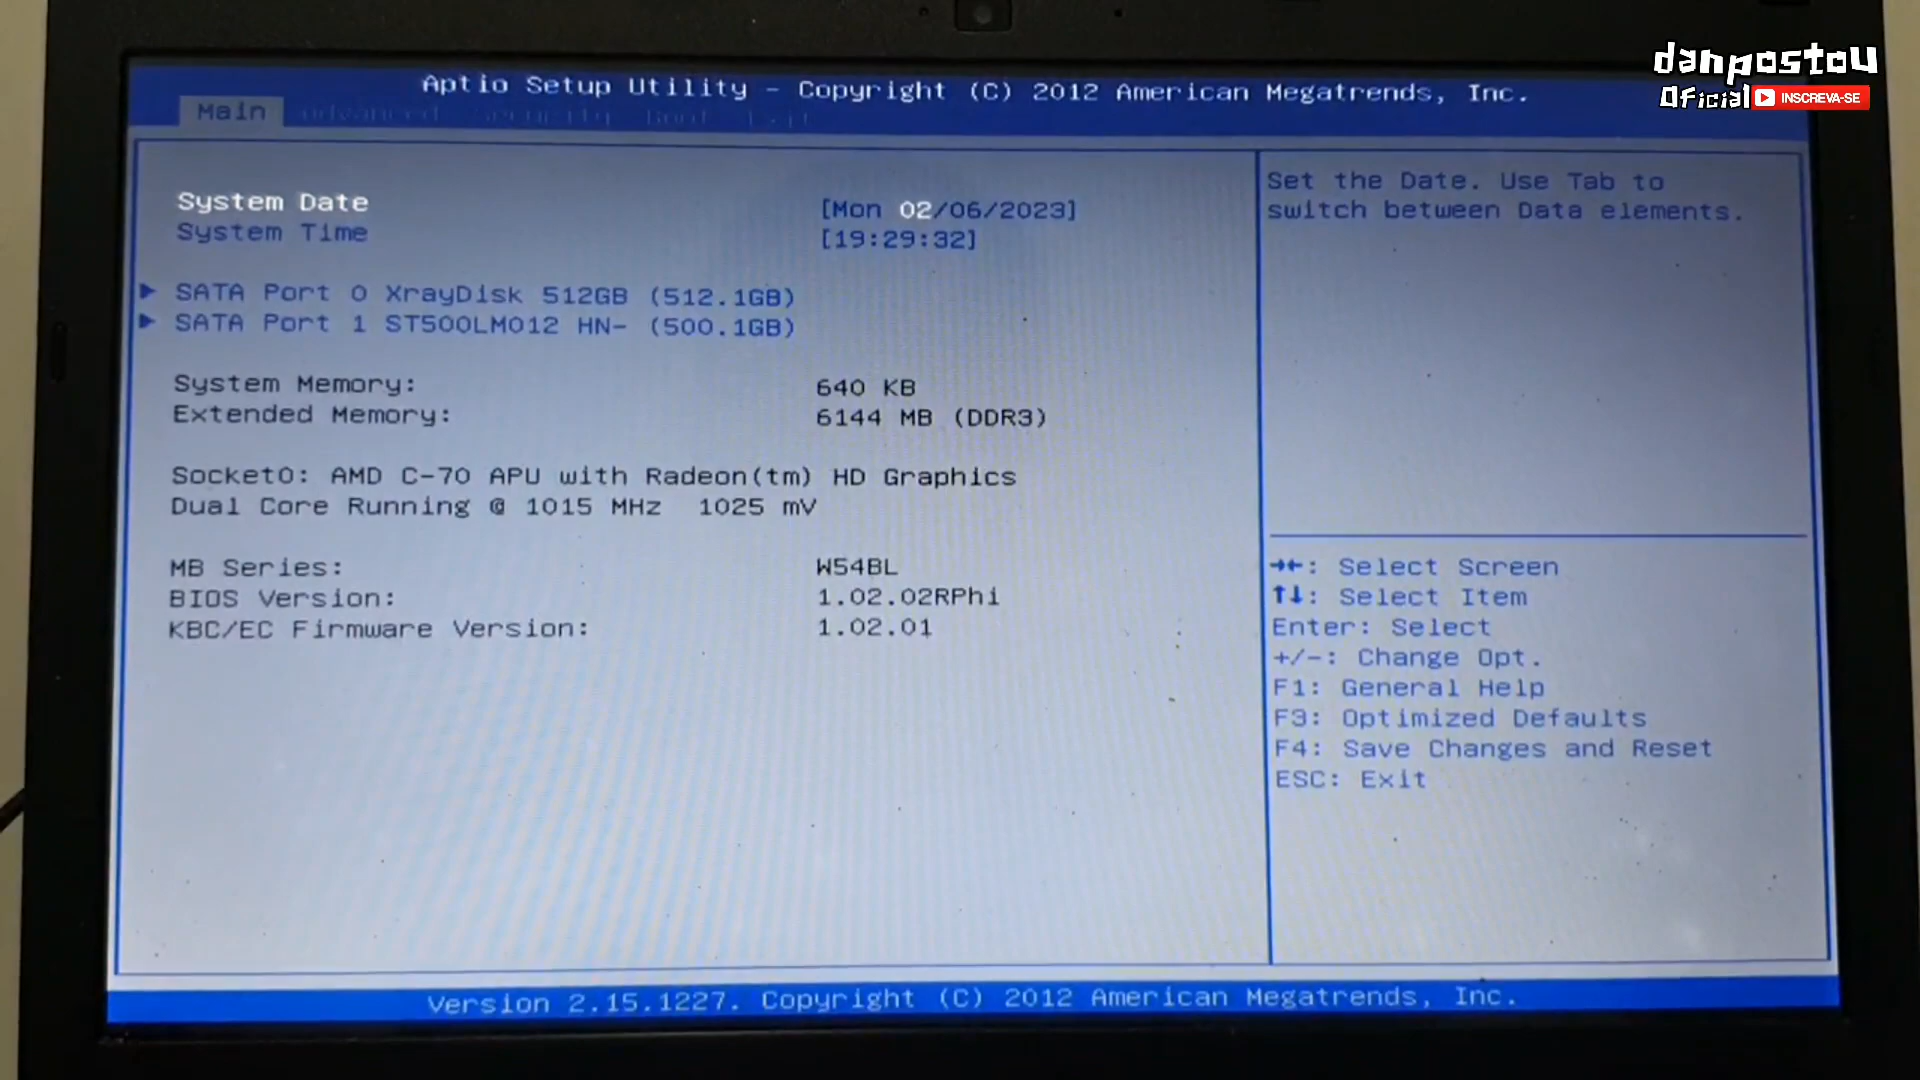 danpostou
Oficial INSCREVA-SE
Aptio Setup Utility - Copyright (C) 2012 American Megatrends, Inc.
Main Advanced Security Boot Exit
System Date [Mon 02/06/2023]
System Time [19:29:32]
SATA Port 0 XrayDisk 512GB (512.1GB)
SATA Port 1 ST500LM012 HN- (500.1GB)
System Memory: 640 KB
Extended Memory: 6144 MB (DDR3)
Socket0: AMD C-70 APU with Radeon(tm) HD Graphics
Dual Core Running @ 1015 MHz 1025 mV
MB Series: W54BL
BIOS Version: 1.02.02RPhi
KBC/EC Firmware Version: 1.02.01
Set the Date. Use Tab to
switch between Data elements.
→←: Select Screen
↑↓: Select Item
Enter: Select
+/-: Change Opt.
F1: General Help
F3: Optimized Defaults
F4: Save Changes and Reset
ESC: Exit
Version 2.15.1227. Copyright (C) 2012 American Megatrends, Inc.